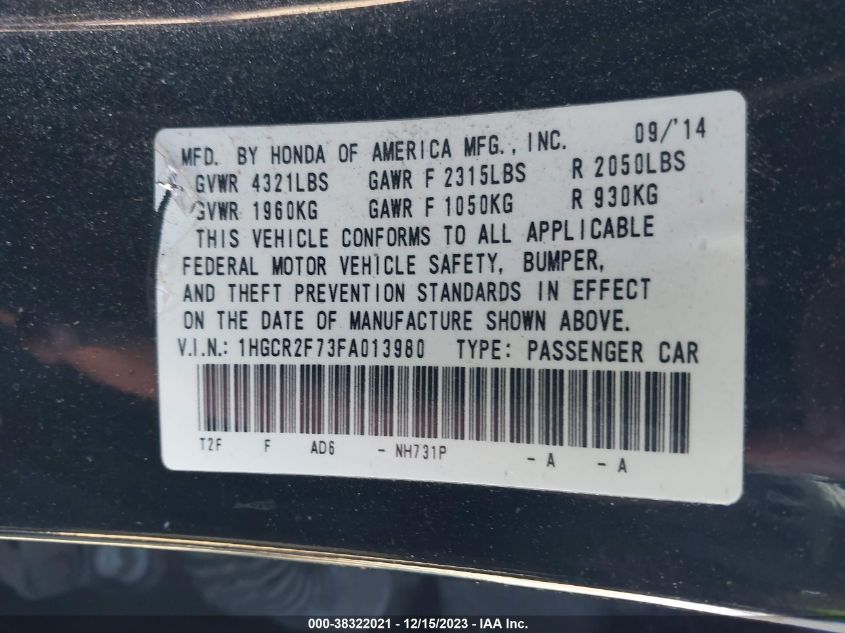 MFD. BY HONDA OF AMERICA MFG., INC. 09/'14
GVWR 4321LBS GAWR F 2315LBS R 2050LBS
GVWR 1960KG GAWR F 1050KG R 930KG
THIS VEHICLE CONFORMS TO ALL APPLICABLE
FEDERAL MOTOR VEHICLE SAFETY, BUMPER,
AND THEFT PREVENTION STANDARDS IN EFFECT
ON THE DATE OF MANUFACTURE SHOWN ABOVE.
V.I.N.: 1HGCR2F73FA013980 TYPE: PASSENGER CAR
T2F F AD6 - NH731P - A - A
000-38322021 - 12/15/2023 - IAA Inc.